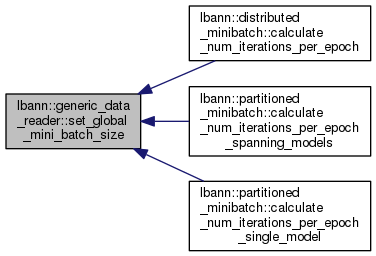 lbann::generic_data
_reader::set_global
_mini_batch_size
lbann::distributed
_minibatch::calculate
_num_iterations_per_epoch
lbann::partitioned
_minibatch::calculate
_num_iterations_per_epoch
_spanning_models
lbann::partitioned
_minibatch::calculate
_num_iterations_per_epoch
_single_model